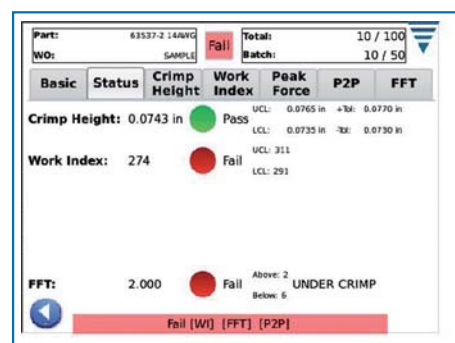 Part: 63537-2 14AWG Fail Total: 10 / 100
WO: SAMPLE Batch: 10 / 50
Basic Status Crimp Height Work Index Peak Force P2P FFT
Crimp Height: 0.0743 in Pass UCL: 0.0765 in +Tol: 0.0770 in
LCL: 0.0735 in -Tol: 0.0730 in
Work Index: 274 Fail UCL: 311
LCL: 291
FFT: 2.000 Fail Above: 2 UNDER CRIMP
Below: 6
Fail [WI] [FFT] [P2P]